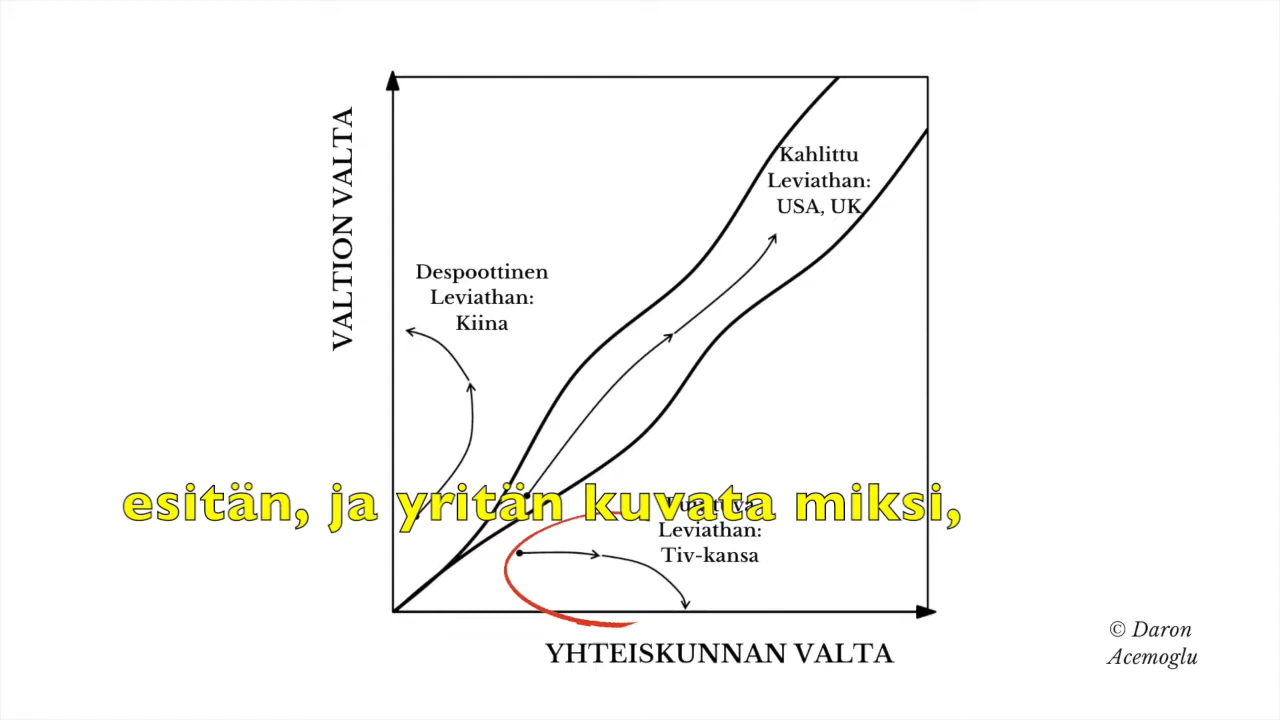 VALTION VALTA
Kahlittu
Leviathan:
USA, UK
Despoottinen
Leviathan:
Kiina
esitän, ja yritän kuvata miksi,
Leviathan:
Tiv-kansa
YHTEISKUNNAN VALTA
© Daron
Acemoglu